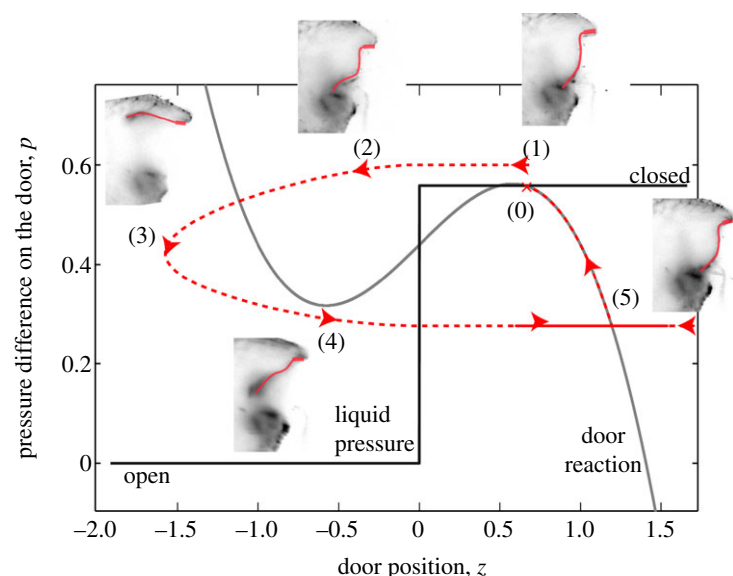 (2)
(1)
0.6
closed
(0)
(3)
0.4
(5)
(4)
0.2
liquid
pressure
door
reaction
0
open
–2.0
–1.5
–1.0
–0.5
0
0.5
1.0
1.5
door position, z
pressure difference on the door, p